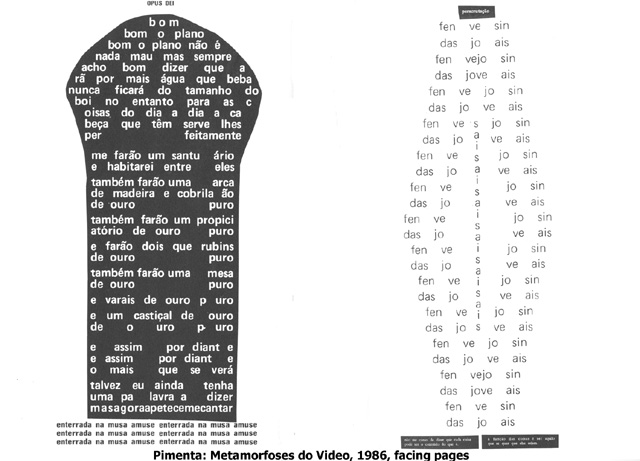 OPUS DEI
bom
bom o plano
bom o plano não é
nada mau mas sempre
acho bom dizer que a
rã por mais água que beba
nunca ficará do tamanho do
boi no entanto para as c
oisas do dia a dia a ca
beça que têm serve lhes
per feitamente
me farão um santu ário
e habitarei entre eles
também farão uma arca
de madeira e cobrila ão
de ouro puro
também farão um propici
atório de ouro puro
e farão dois que rubins
de ouro puro
também farão uma mesa
de ouro puro
e varais de ouro p uro
e um castiçal de ouro
de o uro p uro
e assim por diant e
e assim por diant e
o mais que se verá
talvez eu ainda tenha
uma pa lavra a dizer
masagoraapetecemecantar
enterrada na musa amuse enterrada na musa amuse
enterrada na musa amuse enterrada na musa amuse
enterrada na musa amuse enterrada na musa amuse
fen ve sin
das jo ais
fen vejo sin
das jove ais
fen ve jo sin
das jo ve ais
fen ve s jo sin
das jo a ve ais
i
fen ve s jo sin
das jo a ve ais
fen ve i jo sin
das jo s ve ais
fen ve a jo sin
das jo i ve ais
fen ve s jo sin
das jo a ve ais
fen ve i jo sin
das jo s ve ais
a
fen ve i jo sin
das jo s ve ais
fen ve jo sin
das jo ve ais
fen vejo sin
das jove ais
fen ve sin
das jo ais
Pimenta: Metamorfoses do Video, 1986, facing pages